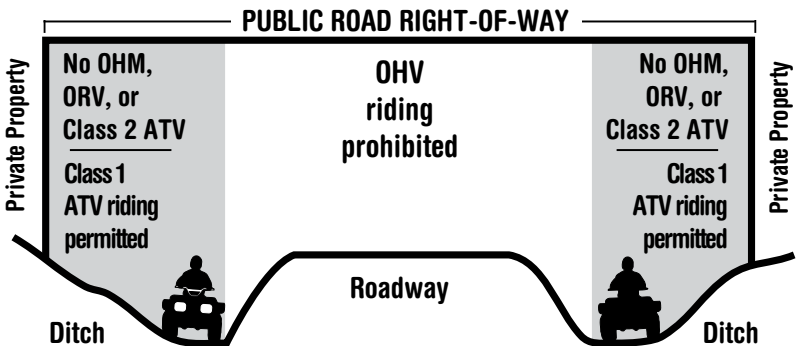 PUBLIC ROAD RIGHT-OF-WAY
Private Property
No OHM,
ORV, or
Class 2 ATV
Class 1
ATV riding
permitted
OHV
riding
prohibited
No OHM,
ORV, or
Class 2 ATV
Class 1
ATV riding
permitted
Private Property
Roadway
Ditch
Ditch